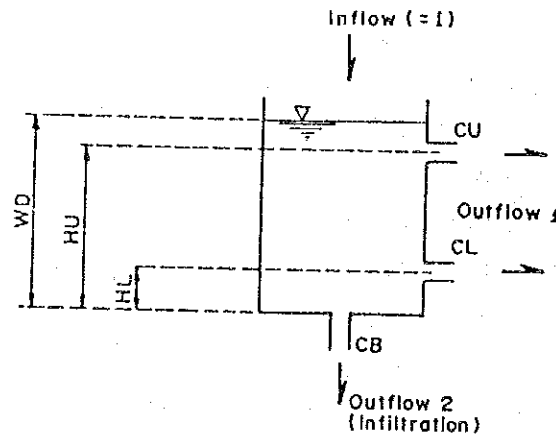 Inflow (= I)
CU
WD
HU
Outflow 1
CL
HL
CB
Outflow 2
(Infiltration)